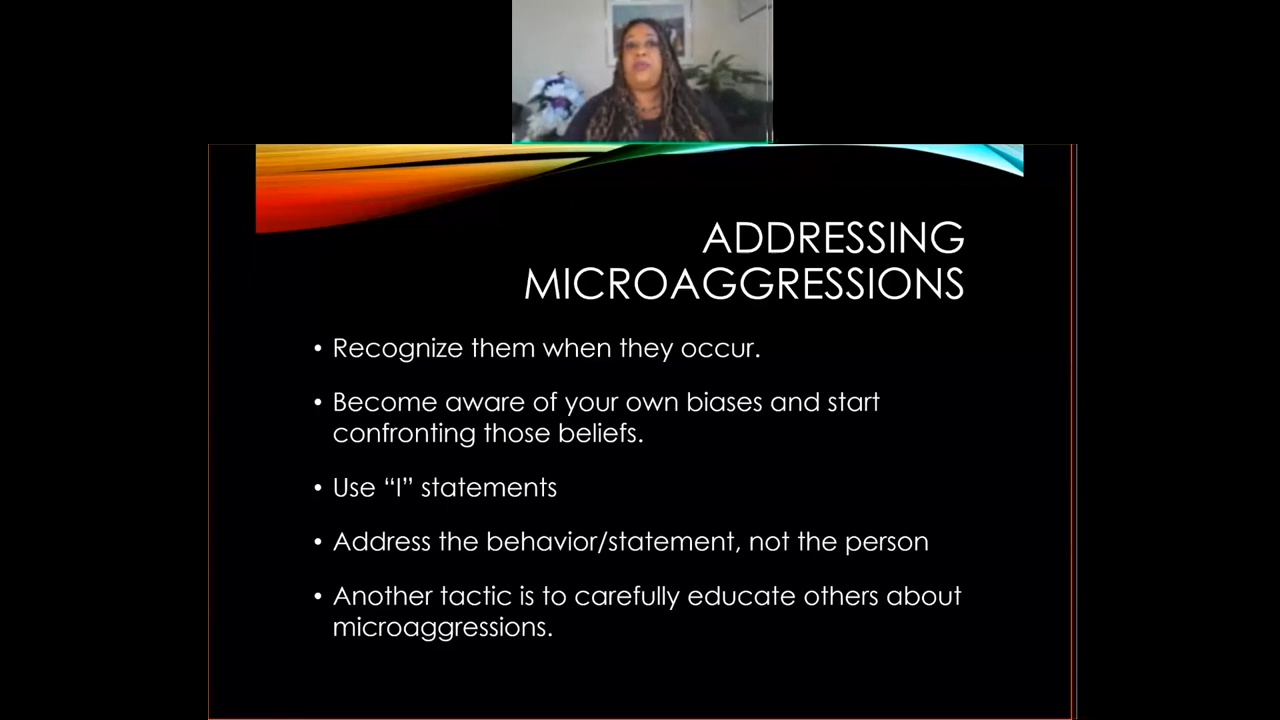 ADDRESSING
MICROAGGRESSIONS
• Recognize them when they occur.
• Become aware of your own biases and start
confronting those beliefs.
• Use “I” statements
• Address the behavior/statement, not the person
• Another tactic is to carefully educate others about
microaggressions.